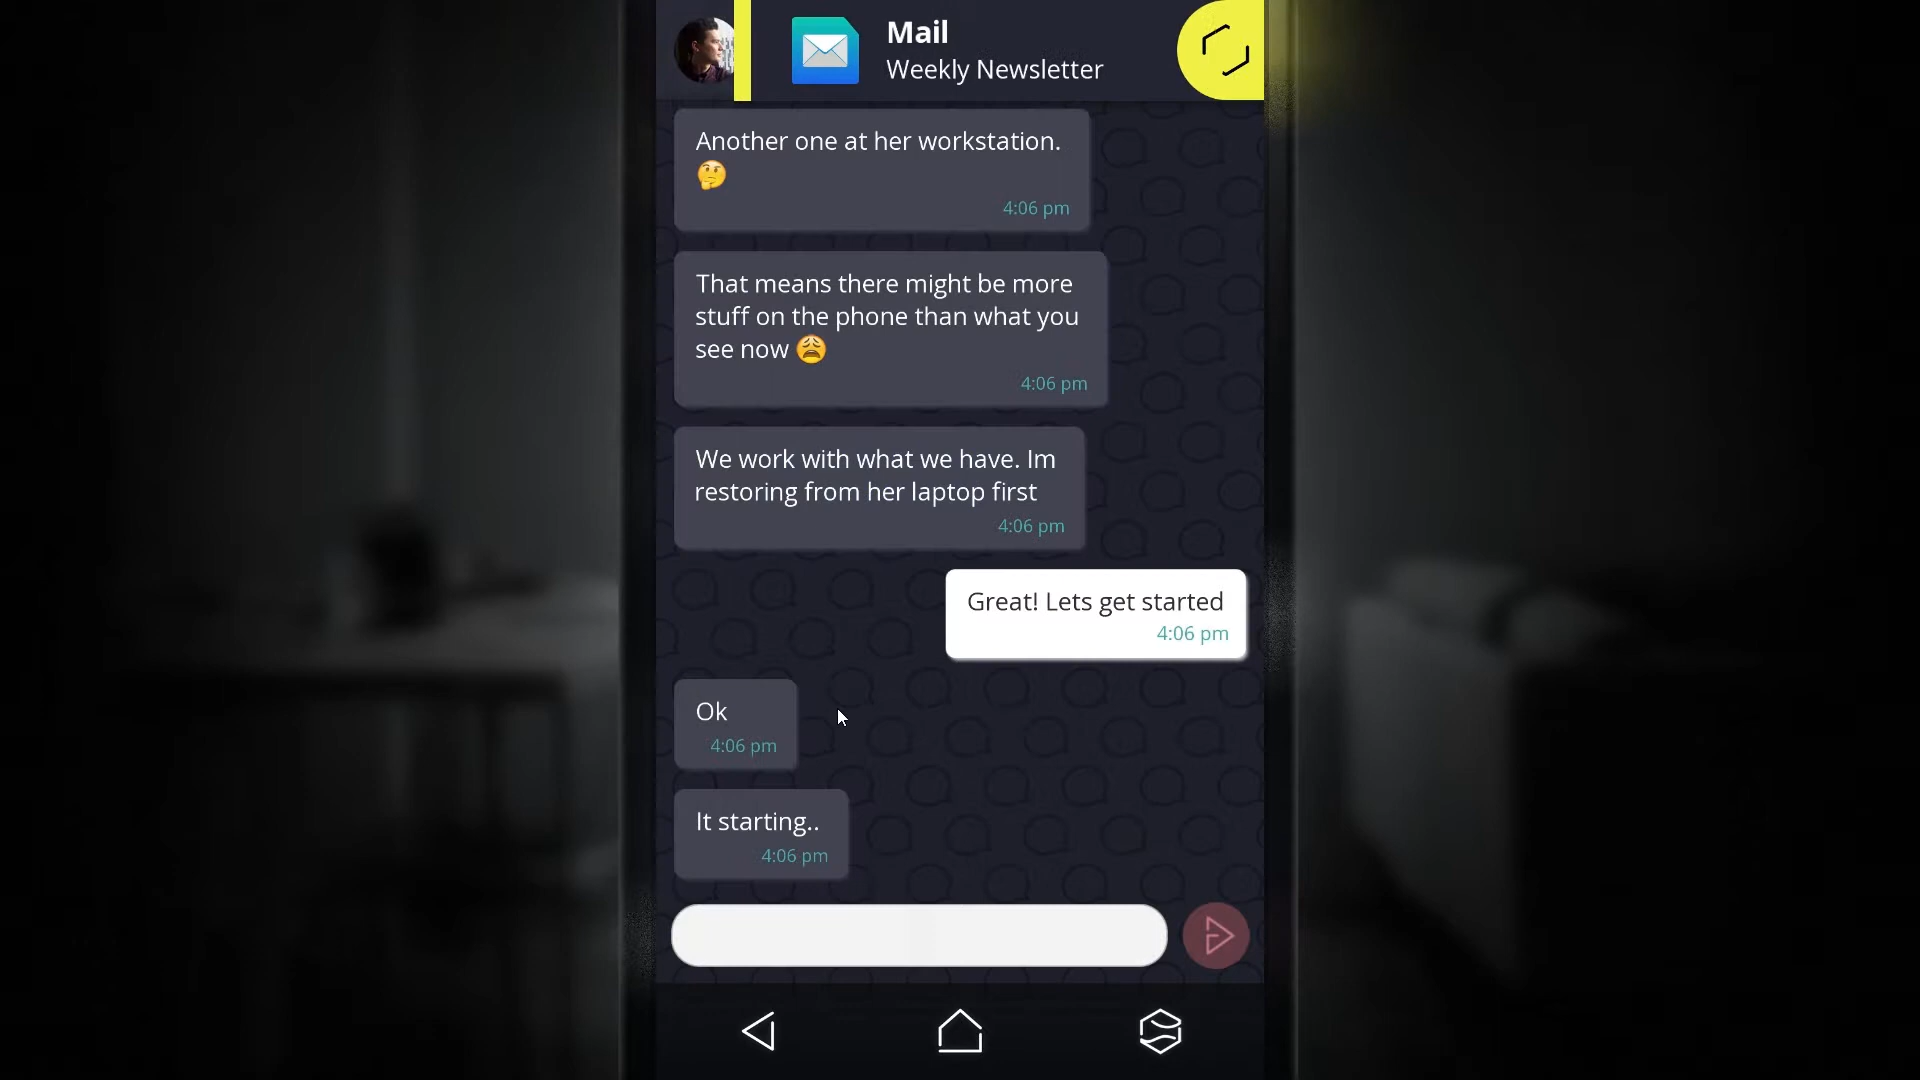 Mail
Weekly Newsletter
Another one at her workstation.
🤔
4:06 pm
That means there might be more
stuff on the phone than what you
see now 😩
4:06 pm
We work with what we have. Im
restoring from her laptop first
4:06 pm
Great! Lets get started
4:06 pm
Ok
4:06 pm
It starting..
4:06 pm